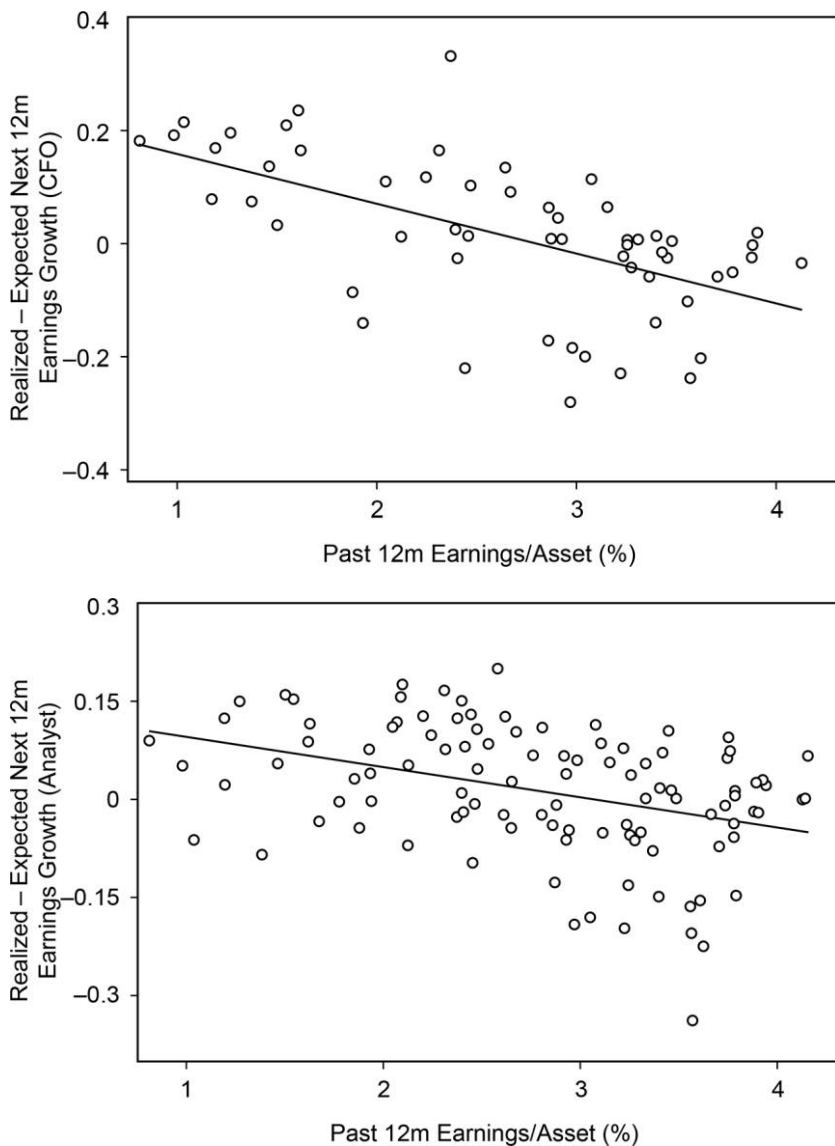 Realized – Expected Next 12m
Earnings Growth (CFO)
0.4
0.2
0
–0.2
–0.4
1 2 3 4
Past 12m Earnings/Asset (%)
Realized – Expected Next 12m
Earnings Growth (Analyst)
0.3
0.15
0
–0.15
–0.3
1 2 3 4
Past 12m Earnings/Asset (%)